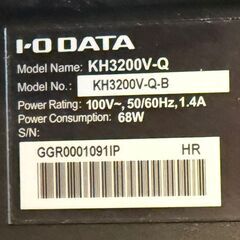 I-O DATA
Model Name: KH3200V-Q
Model No.: KH3200V-Q-B
Power Rating: 100V~, 50/60Hz, 1.4A
Power Consumption: 68W
S/N:
GGR0001091IP HR